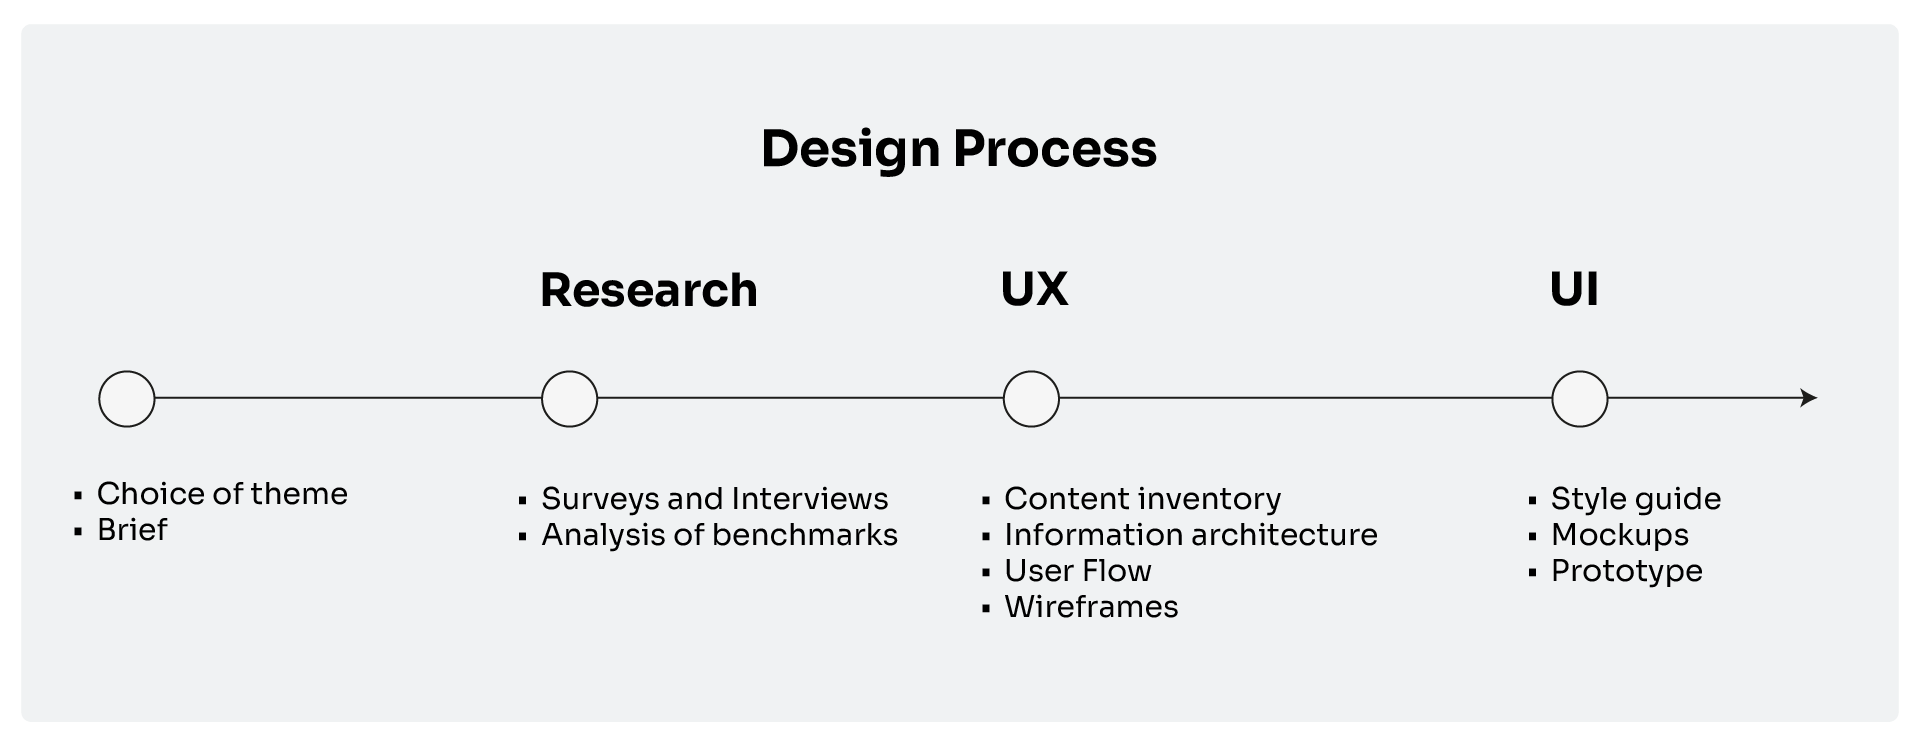 Design Process
Research
UX
UI
▪ Choice of theme
▪ Brief
▪ Surveys and Interviews
▪ Analysis of benchmarks
▪ Content inventory
▪ Information architecture
▪ User Flow
▪ Wireframes
▪ Style guide
▪ Mockups
▪ Prototype